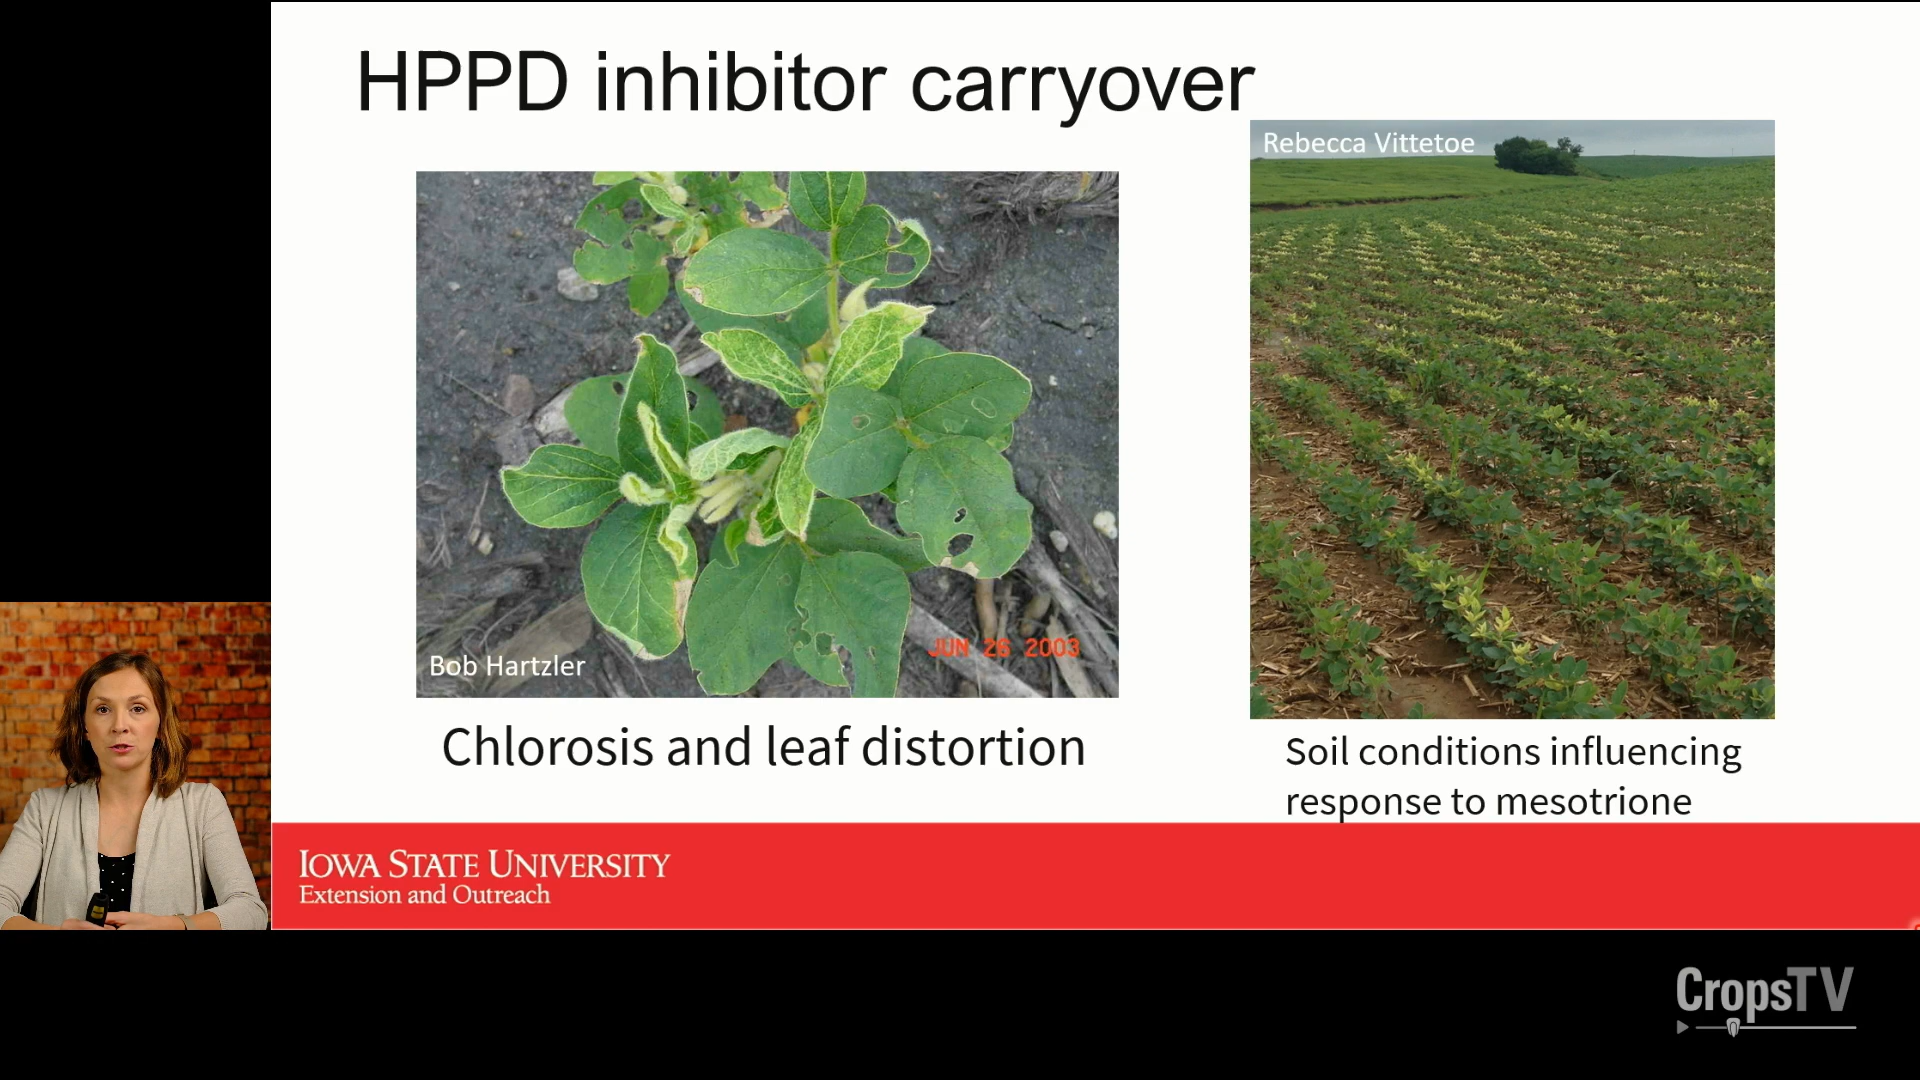 HPPD inhibitor carryover
Rebecca Vittetoe
Bob Hartzler
JUN 26 2003
Chlorosis and leaf distortion
Soil conditions influencing
response to mesotrione
IOWA STATE UNIVERSITY
Extension and Outreach
CropsTV